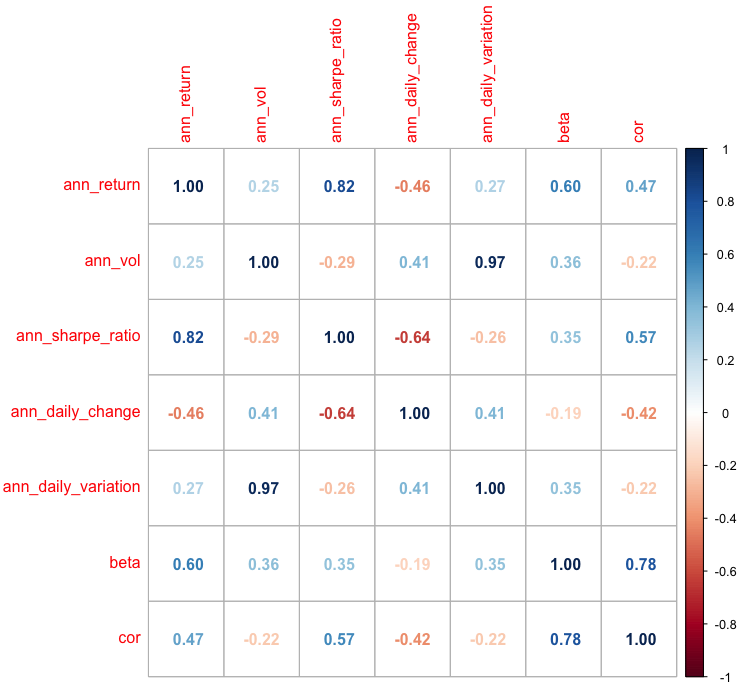 ann_return ann_vol ann_sharpe_ratio ann_daily_change ann_daily_variation beta cor
ann_return 1.00 0.25 0.82 -0.46 0.27 0.60 0.47
ann_vol 0.25 1.00 -0.29 0.41 0.97 0.36 -0.22
ann_sharpe_ratio 0.82 -0.29 1.00 -0.64 -0.26 0.35 0.57
ann_daily_change -0.46 0.41 -0.64 1.00 0.41 -0.19 -0.42
ann_daily_variation 0.27 0.97 -0.26 0.41 1.00 0.35 -0.22
beta 0.60 0.36 0.35 -0.19 0.35 1.00 0.78
cor 0.47 -0.22 0.57 -0.42 -0.22 0.78 1.00
1
0.8
0.6
0.4
0.2
0
-0.2
-0.4
-0.6
-0.8
-1